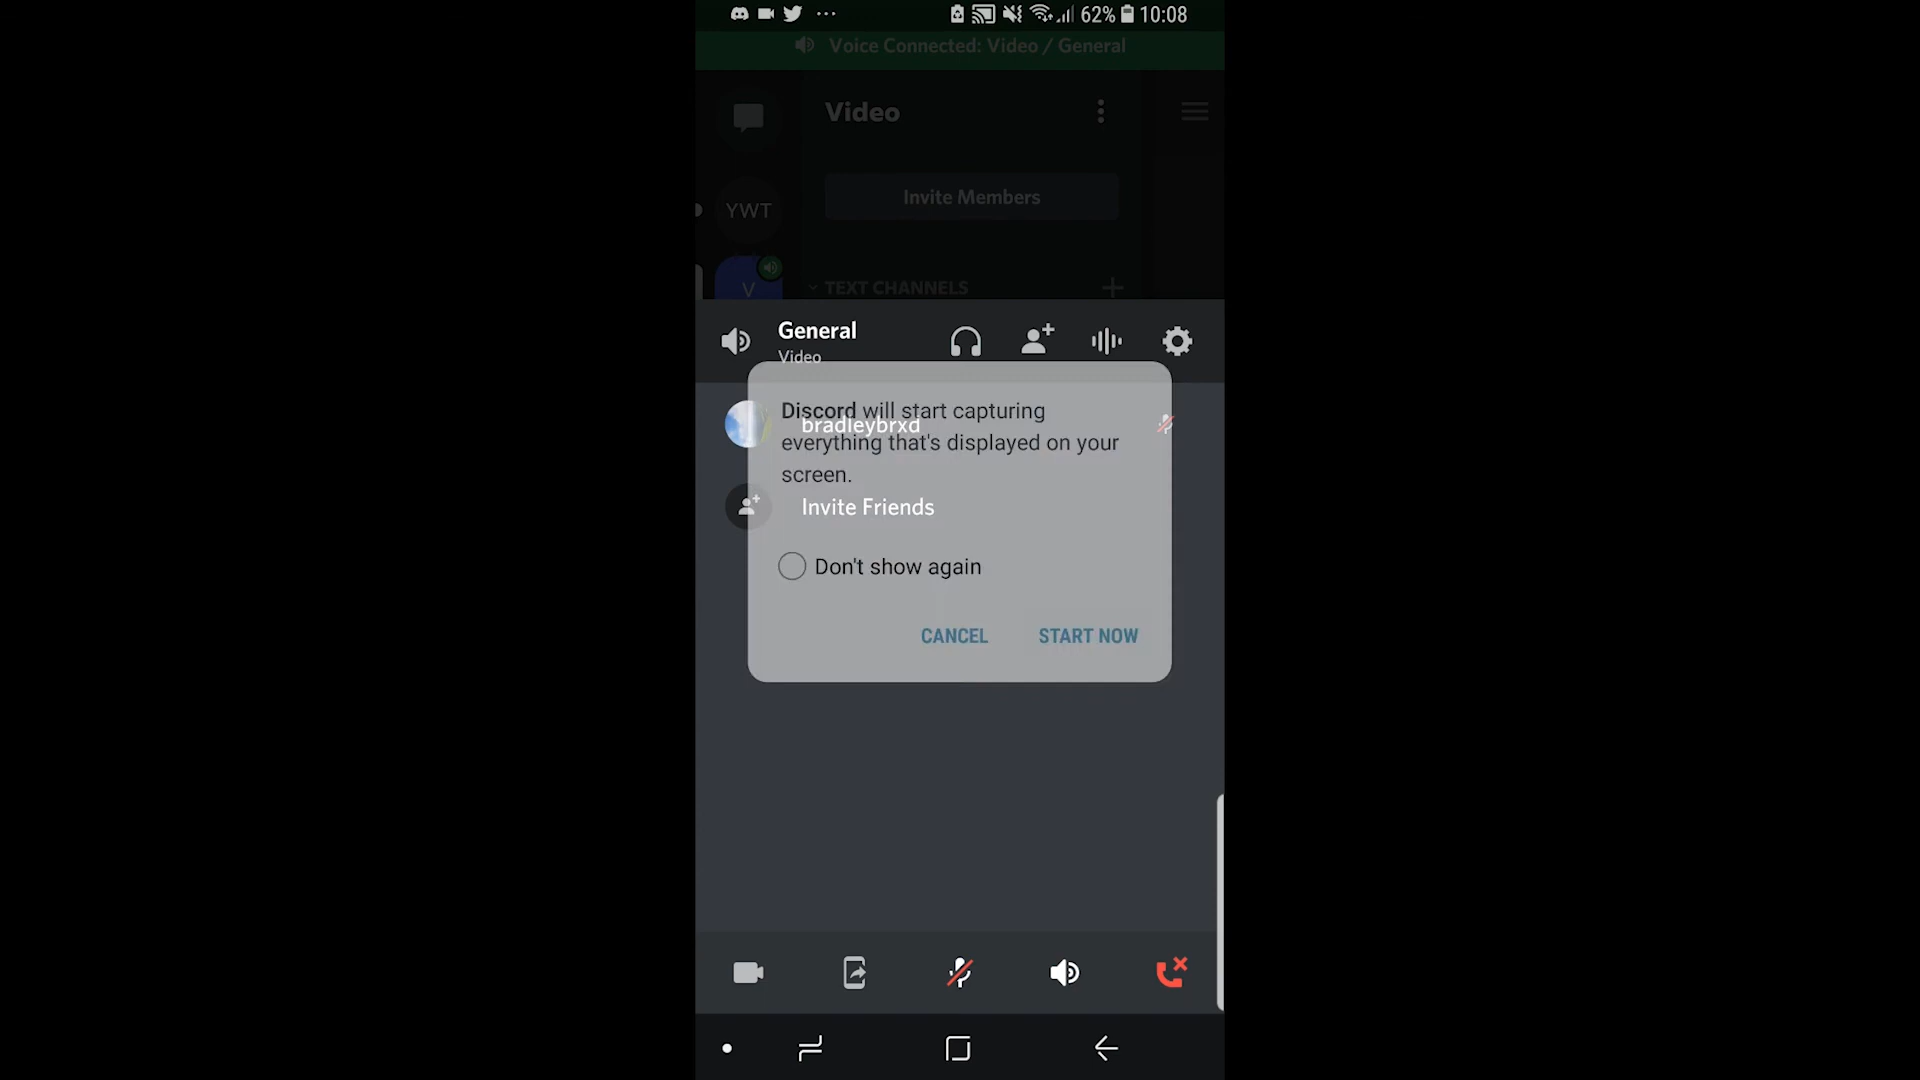 62% 10:08
Voice Connected: Video / General
Video
Invite Members
YWT
V
TEXT CHANNELS
General
Video
Discord will start capturing
bradleybrxd
everything that's displayed on your
screen.
Invite Friends
Don't show again
CANCEL START NOW